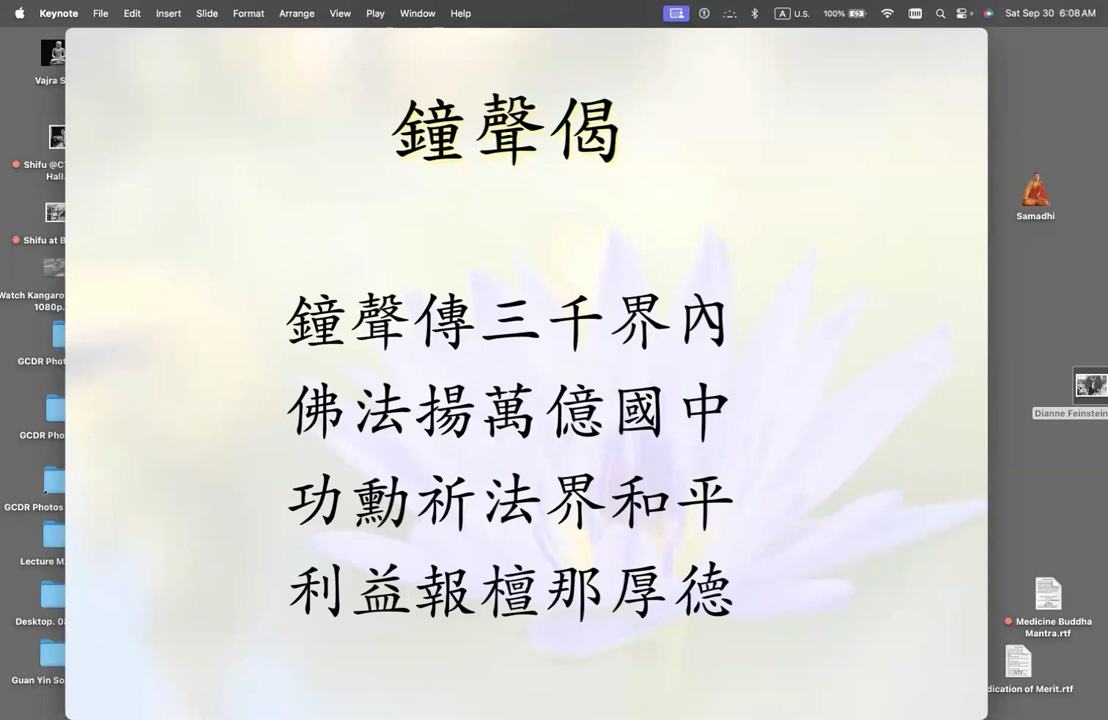 Keynote File Edit Insert Slide Format Arrange View Play Window Help A U.S. 100% Sat Sep 30 6:08 AM
鐘聲偈
鐘聲傳三千界內
佛法揚萬億國中
功勳祈法界和平
利益報檀那厚德
Vajra S
Shifu @C
Hall.
Shifu at B
Watch Kangaro
1080p.
GCDR Phot
GCDR Pho
GCDR Photos
Lecture M
Desktop. 0
Guan Yin So
Samadhi
Dianne Feinstein
Medicine Buddha
Mantra.rtf
dication of Merit.rtf